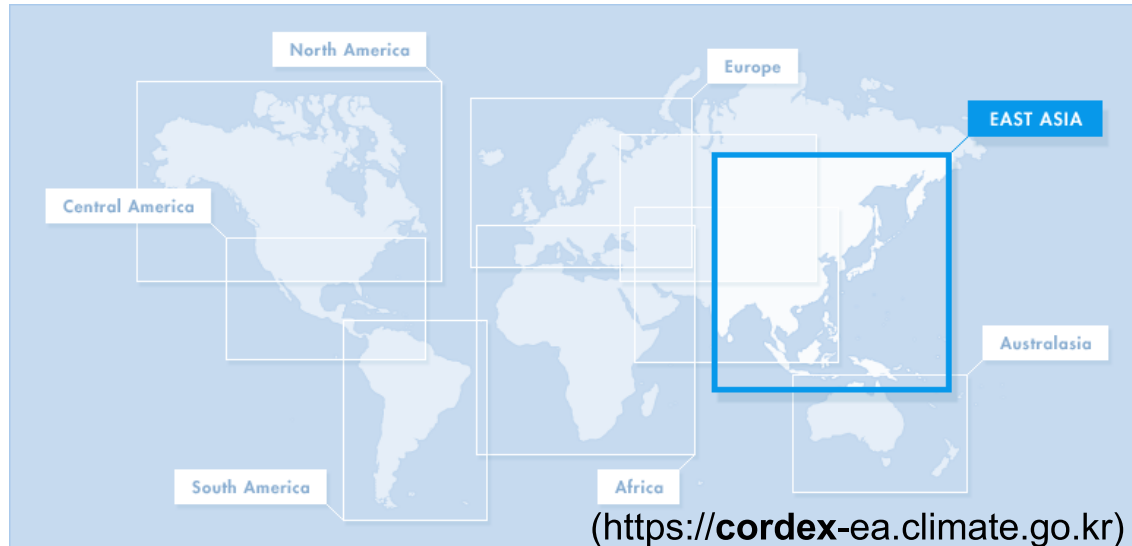 North America
Europe
EAST ASIA
Central America
Australasia
South America
Africa
(https://cordex-ea.climate.go.kr)